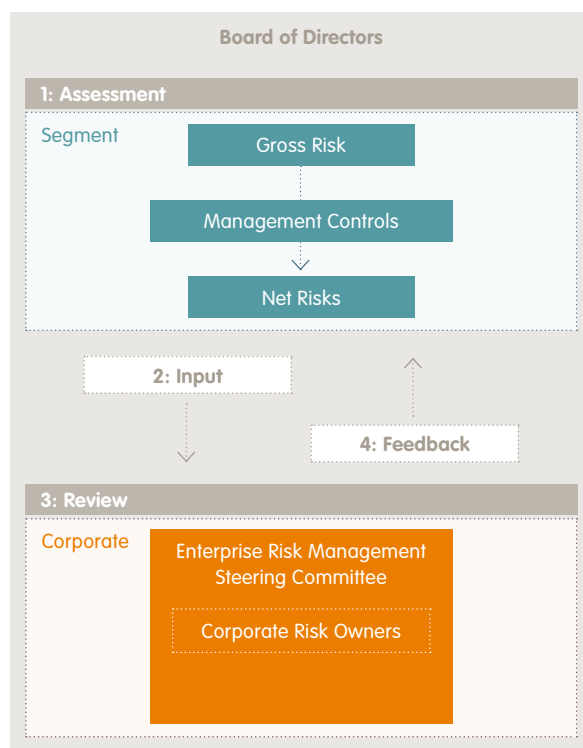 Board of Directors
1: Assessment
Segment
Gross Risk
Management Controls
Net Risks
2: Input
4: Feedback
3: Review
Corporate
Enterprise Risk Management
Steering Committee
Corporate Risk Owners